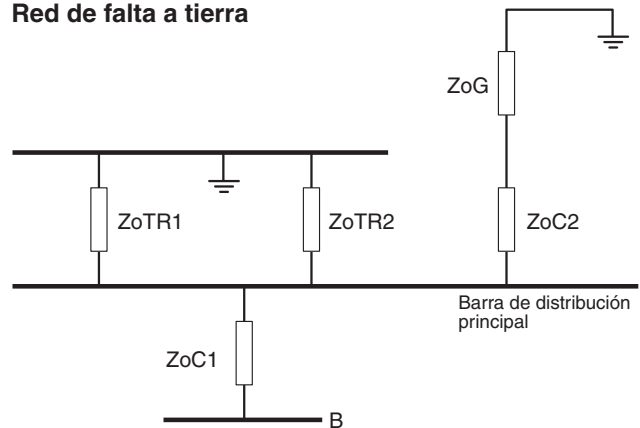 Red de falta a tierra
ZoG
ZoTR1
ZoTR2
ZoC2
Barra de distribución
principal
ZoC1
B